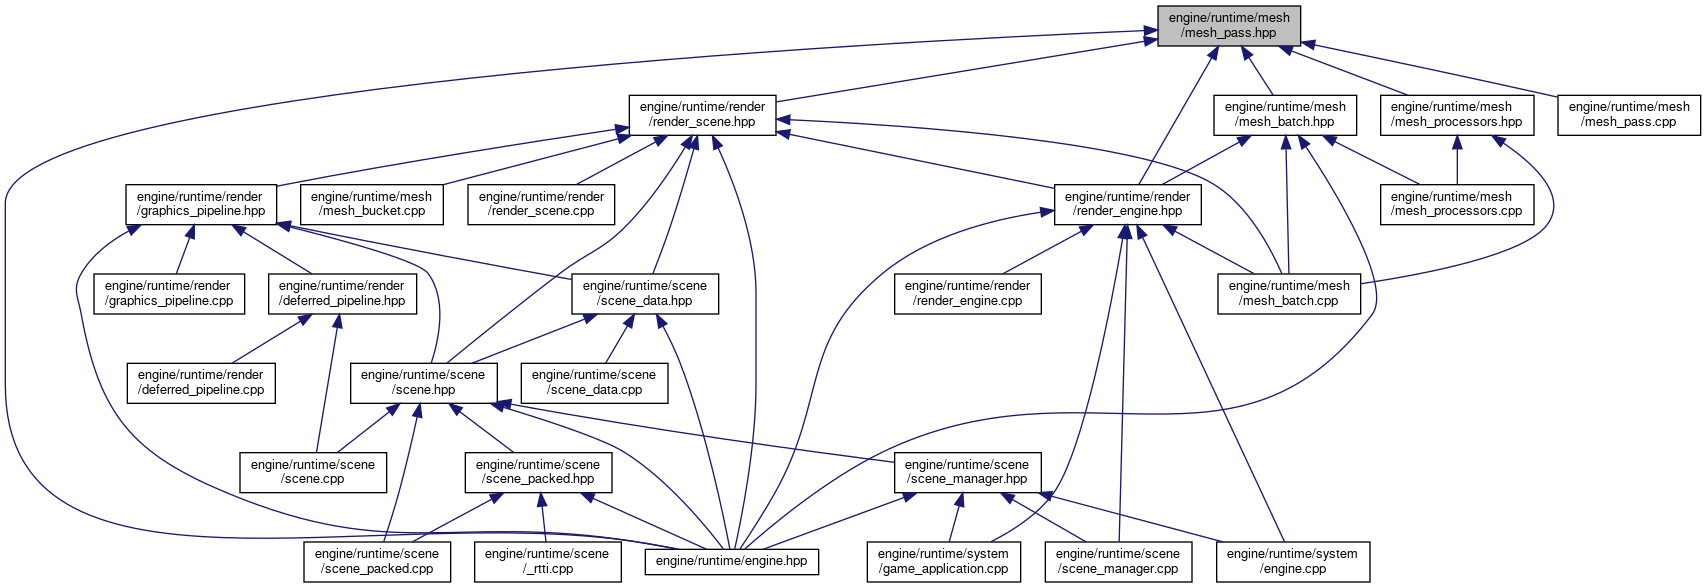 engine/runtime/mesh
/mesh_pass.hpp
engine/runtime/render
/render_scene.hpp
engine/runtime/mesh
/mesh_batch.hpp
engine/runtime/mesh
/mesh_processors.hpp
engine/runtime/mesh
/mesh_pass.cpp
engine/runtime/render
/graphics_pipeline.hpp
engine/runtime/mesh
/mesh_bucket.cpp
engine/runtime/render
/render_scene.cpp
engine/runtime/render
/render_engine.hpp
engine/runtime/mesh
/mesh_processors.cpp
engine/runtime/render
/graphics_pipeline.cpp
engine/runtime/render
/deferred_pipeline.hpp
engine/runtime/scene
/scene_data.hpp
engine/runtime/render
/render_engine.cpp
engine/runtime/mesh
/mesh_batch.cpp
engine/runtime/render
/deferred_pipeline.cpp
engine/runtime/scene
/scene.hpp
engine/runtime/scene
/scene_data.cpp
engine/runtime/scene
/scene.cpp
engine/runtime/scene
/scene_packed.hpp
engine/runtime/scene
/scene_manager.hpp
engine/runtime/scene
/scene_packed.cpp
engine/runtime/scene
/_rtti.cpp
engine/runtime/engine.hpp
engine/runtime/system
/game_application.cpp
engine/runtime/scene
/scene_manager.cpp
engine/runtime/system
/engine.cpp